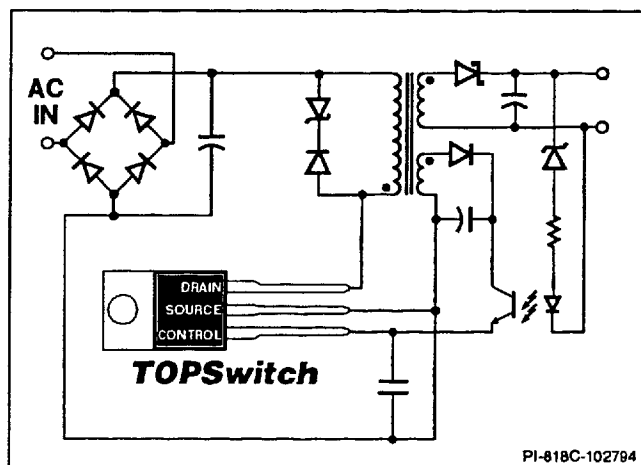 AC
IN
DRAIN
SOURCE
CONTROL
TOPSwitch
PI-818C-102794